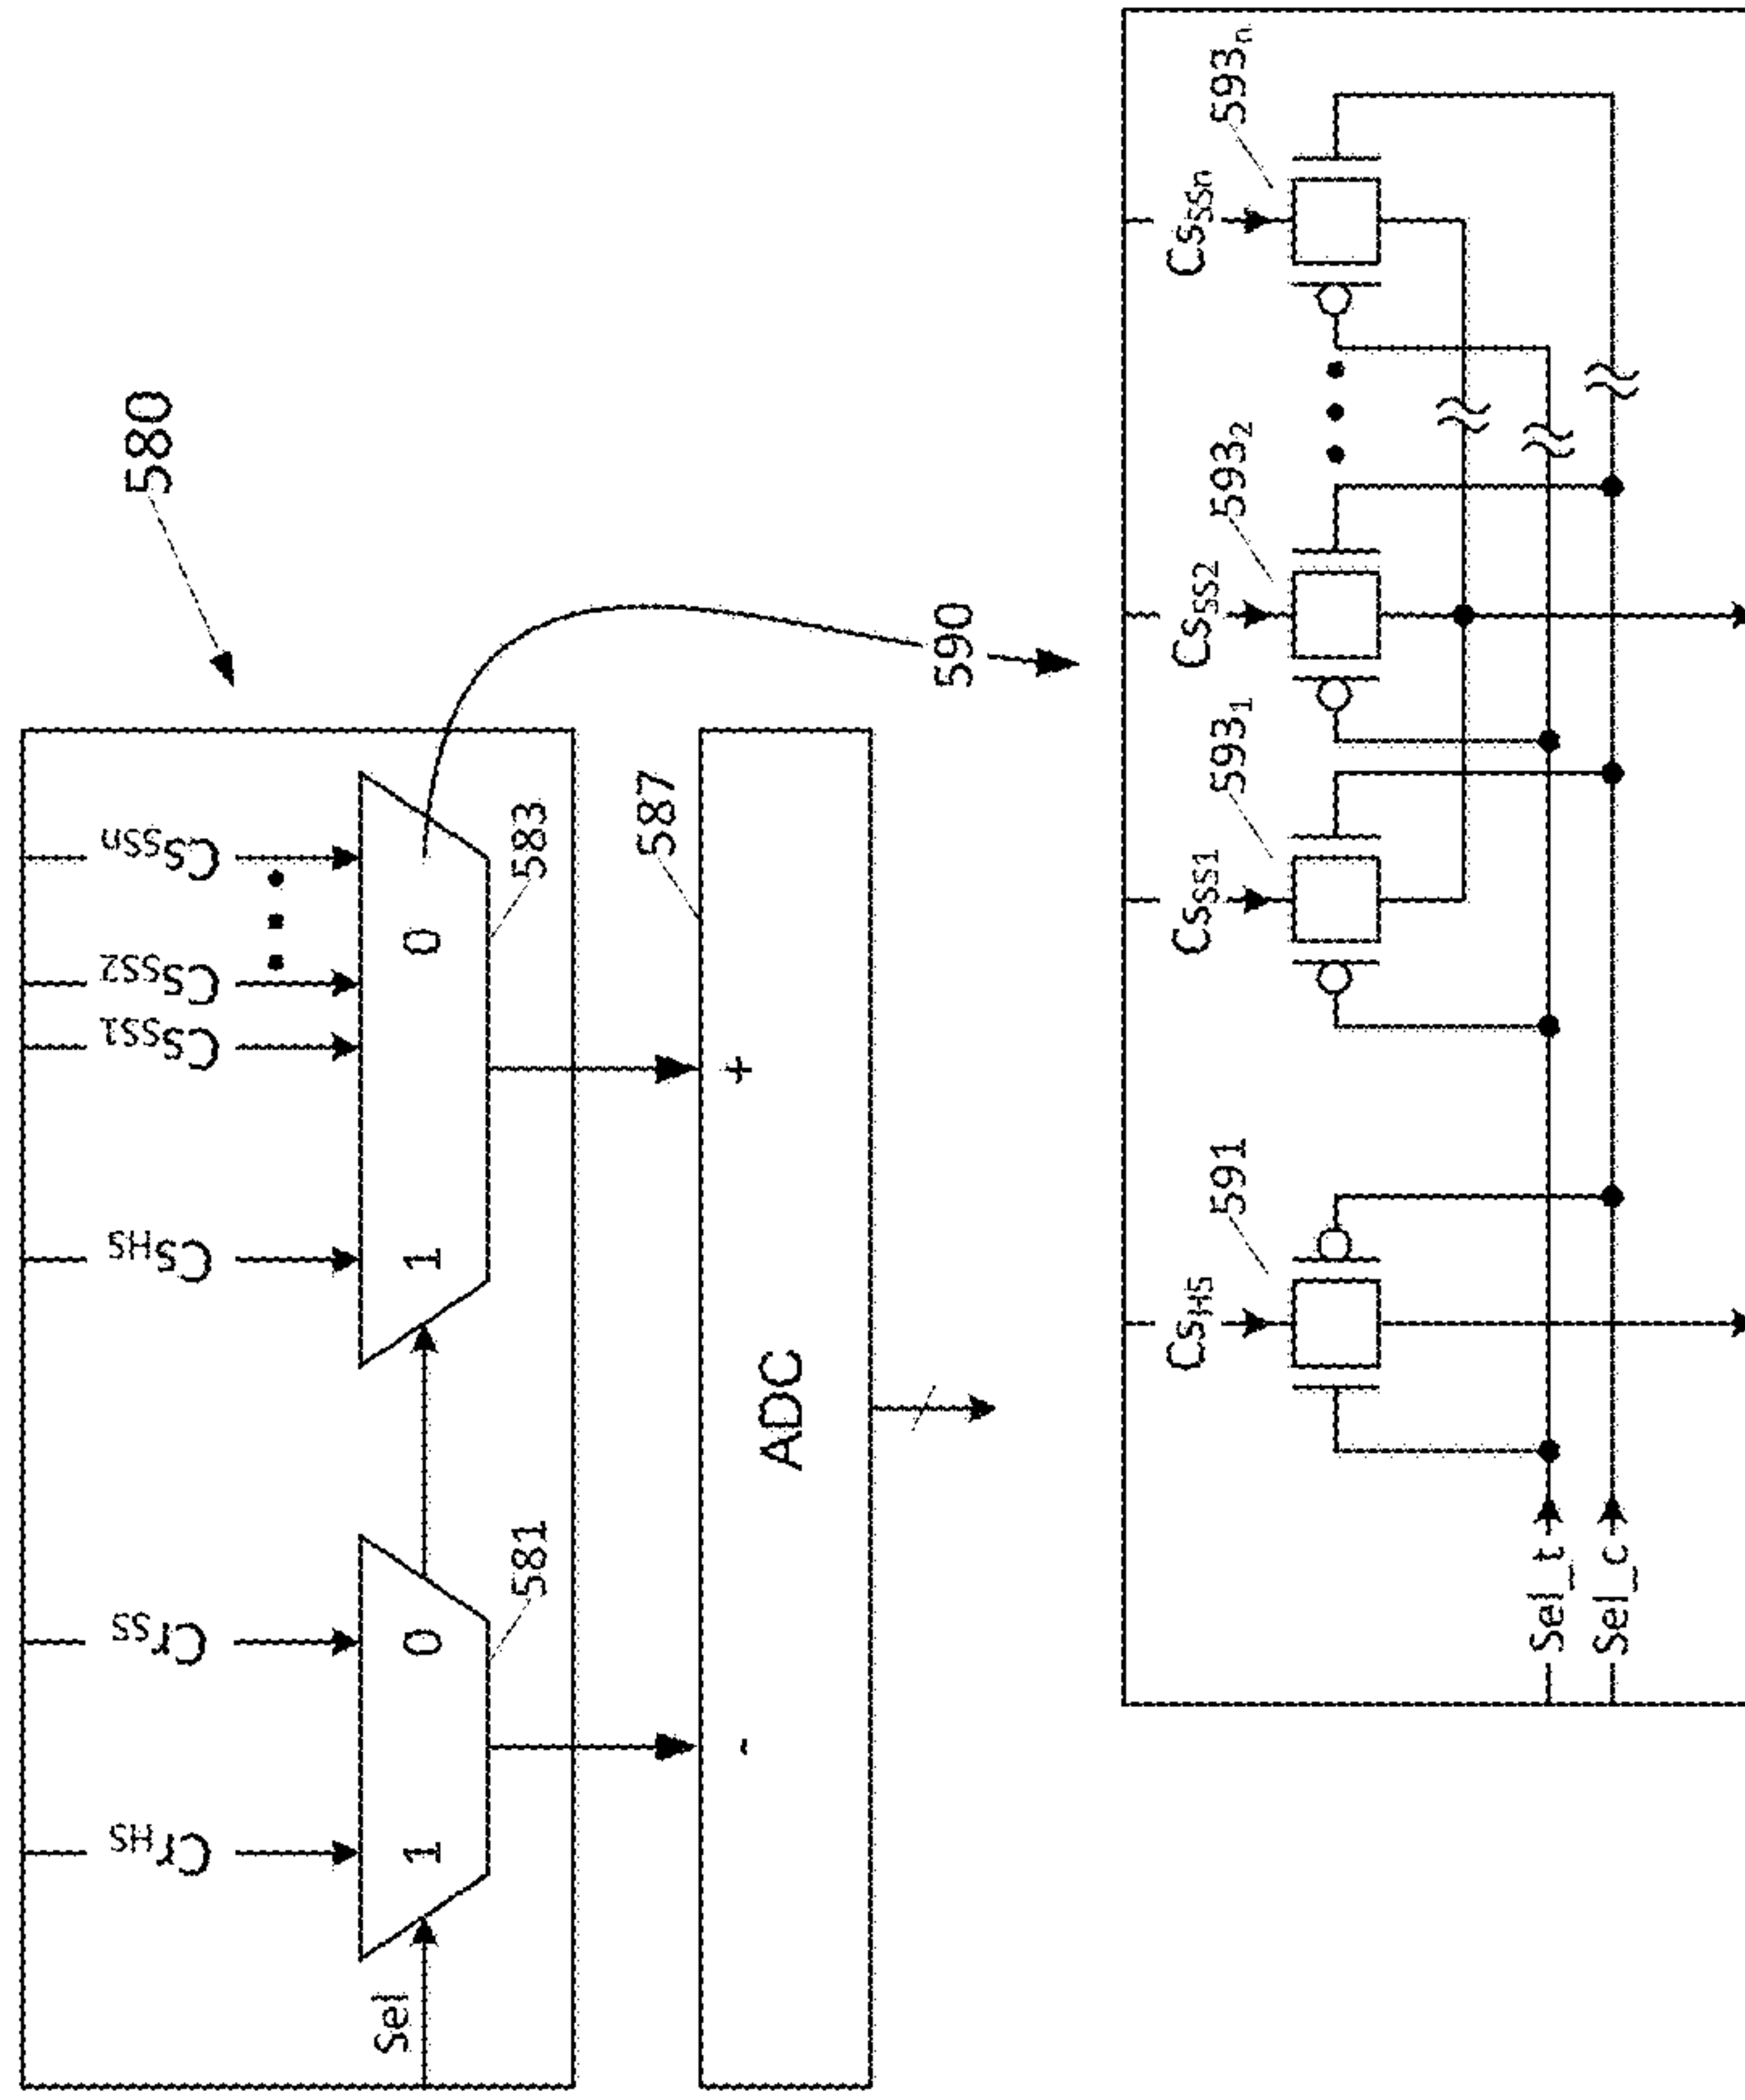 580
Cr_HS Cr_SS Cs_HS Cs_SS1 Cs_SS2 • • • Cs_SSn
Sel
1 0 1 0
581 583
587
- +
ADC
590
Cs_HS Cs_SS1 Cs_SS2 Cs_SSn
591 593_1 593_2 • • • 593_n
Sel_t
Sel_c